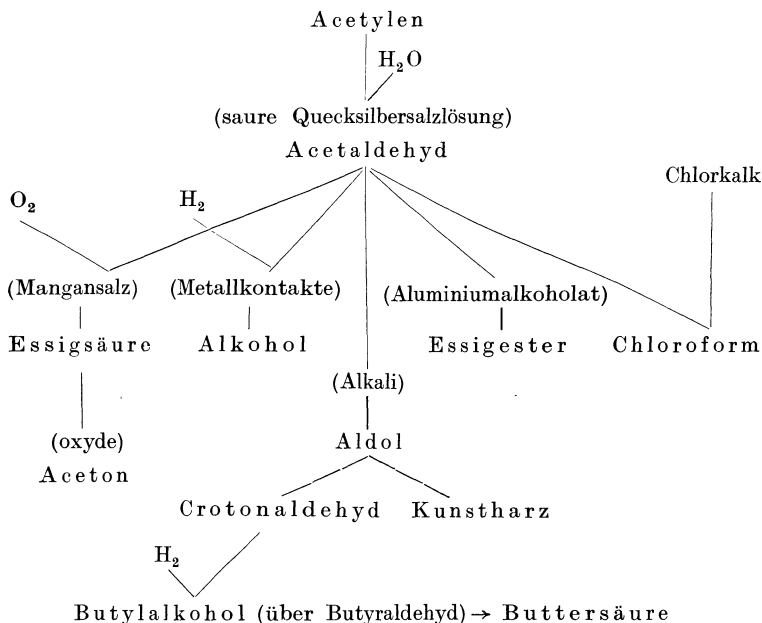 Acetylen
H₂O
(saure Quecksilbersalzlösung)
Acetaldehyd
Chlorkalk
O₂
H₂
(Mangansalz) (Metallkontakte) (Aluminiumalkoholat)
Essigsäure Alkohol Essigester Chloroform
(Alkali)
(oxyde) Aldol
Aceton
Crotonaldehyd Kunstharz
H₂
Butylalkohol (über Butyraldehyd) → Buttersäure